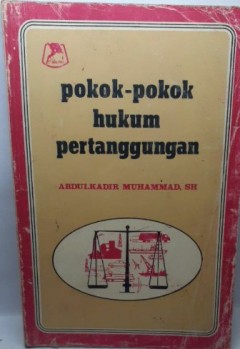 pokok-pokok
hukum
pertanggungan
ABDULKADIR MUHAMMAD, SH